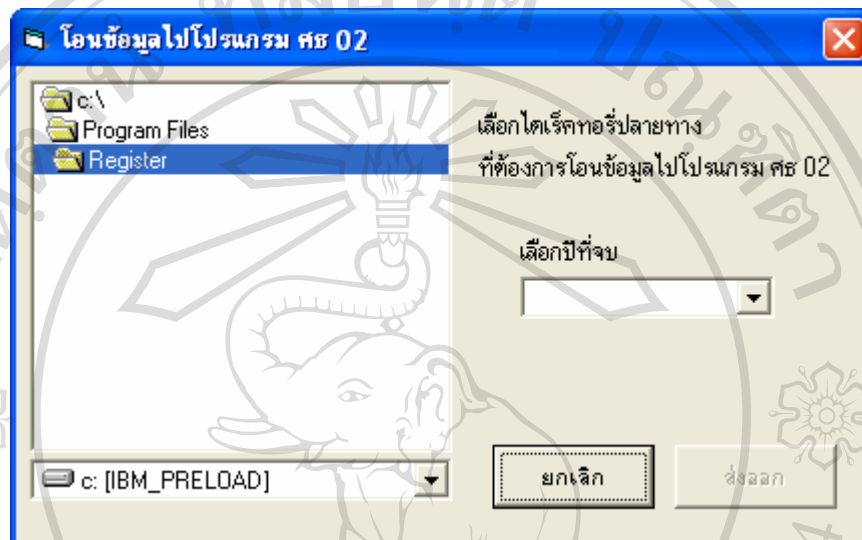 โอนข้อมูลไปโปรแกรม ศธ 02
c:\
Program Files
Register
เลือกไดเร็คทอรี่ปลายทาง
ที่ต้องการโอนข้อมูลไปโปรแกรม ศธ 02
เลือกปีที่จบ
c: [IBM_PRELOAD]
ยกเลิก
ส่งออก